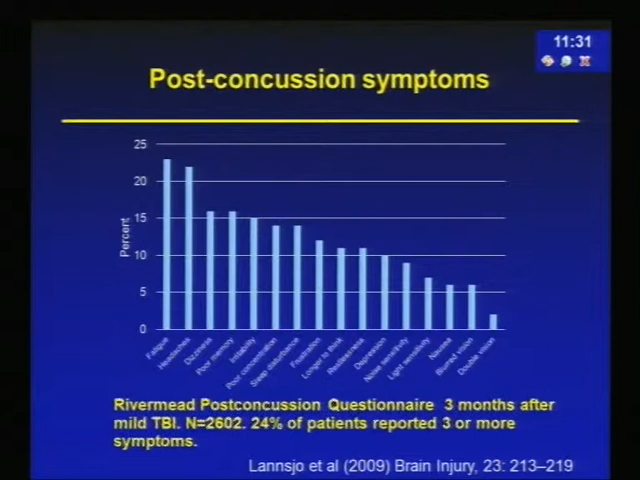 11:31
Post-concussion symptoms
25
20
15
10
5
0
Percent
Fatigue
Headaches
Dizziness
Poor memory
Irritability
Poor concentration
Sleep disturbance
Frustration
Longer to think
Restlessness
Depression
Noise sensitivity
Light sensitivity
Nausea
Blurred vision
Double vision
Rivermead Postconcussion Questionnaire 3 months after
mild TBI. N=2602. 24% of patients reported 3 or more
symptoms.
Lannsjo et al (2009) Brain Injury, 23: 213–219